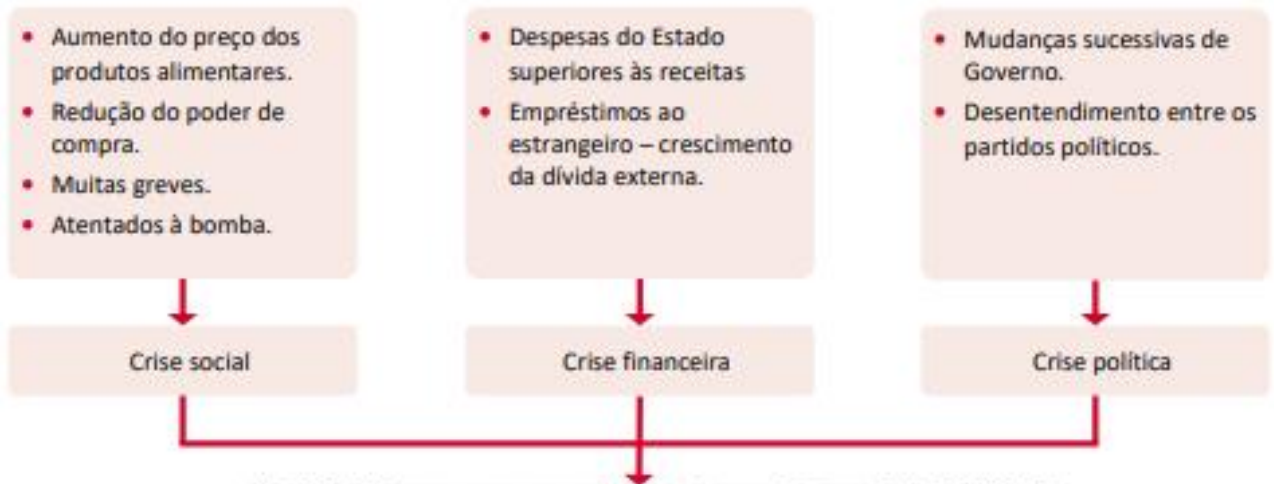 • Aumento do preço dos
produtos alimentares.
• Redução do poder de
compra.
• Muitas greves.
• Atentados à bomba.
• Despesas do Estado
superiores às receitas
• Empréstimos ao
estrangeiro – crescimento
da dívida externa.
• Mudanças sucessivas de
Governo.
• Desentendimento entre os
partidos políticos.
Crise social
Crise financeira
Crise política